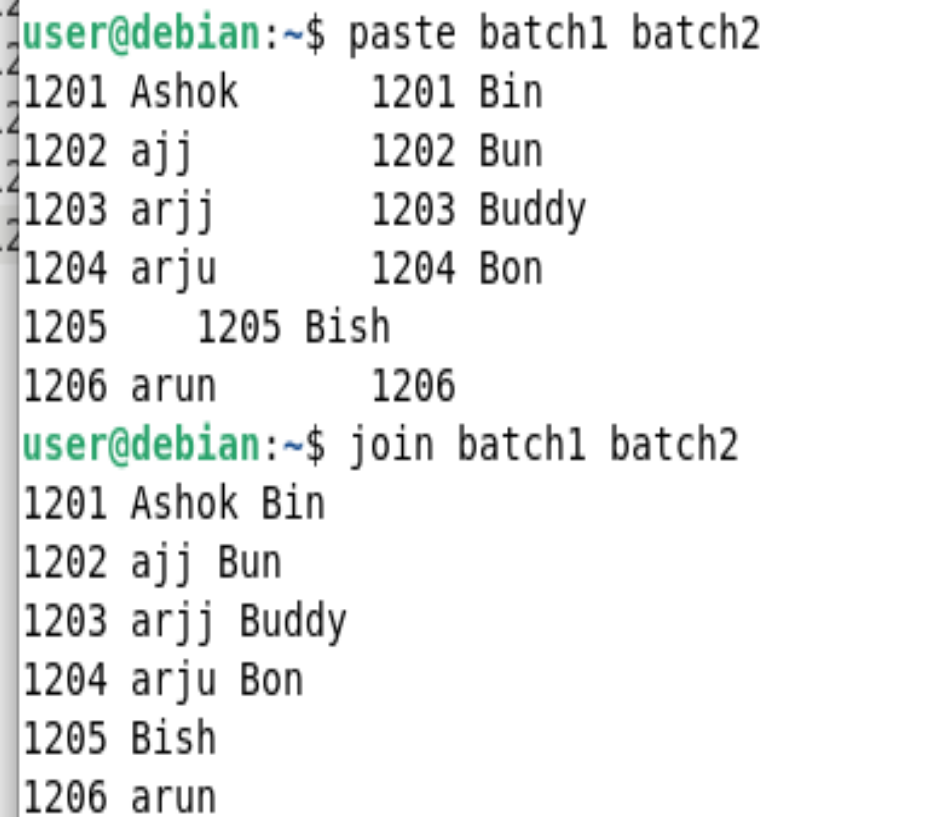 user@debian:~$ paste batch1 batch2
1201 Ashok      1201 Bin
1202 ajj        1202 Bun
1203 arjj       1203 Buddy
1204 arju       1204 Bon
1205    1205 Bish
1206 arun       1206
user@debian:~$ join batch1 batch2
1201 Ashok Bin
1202 ajj Bun
1203 arjj Buddy
1204 arju Bon
1205 Bish
1206 arun